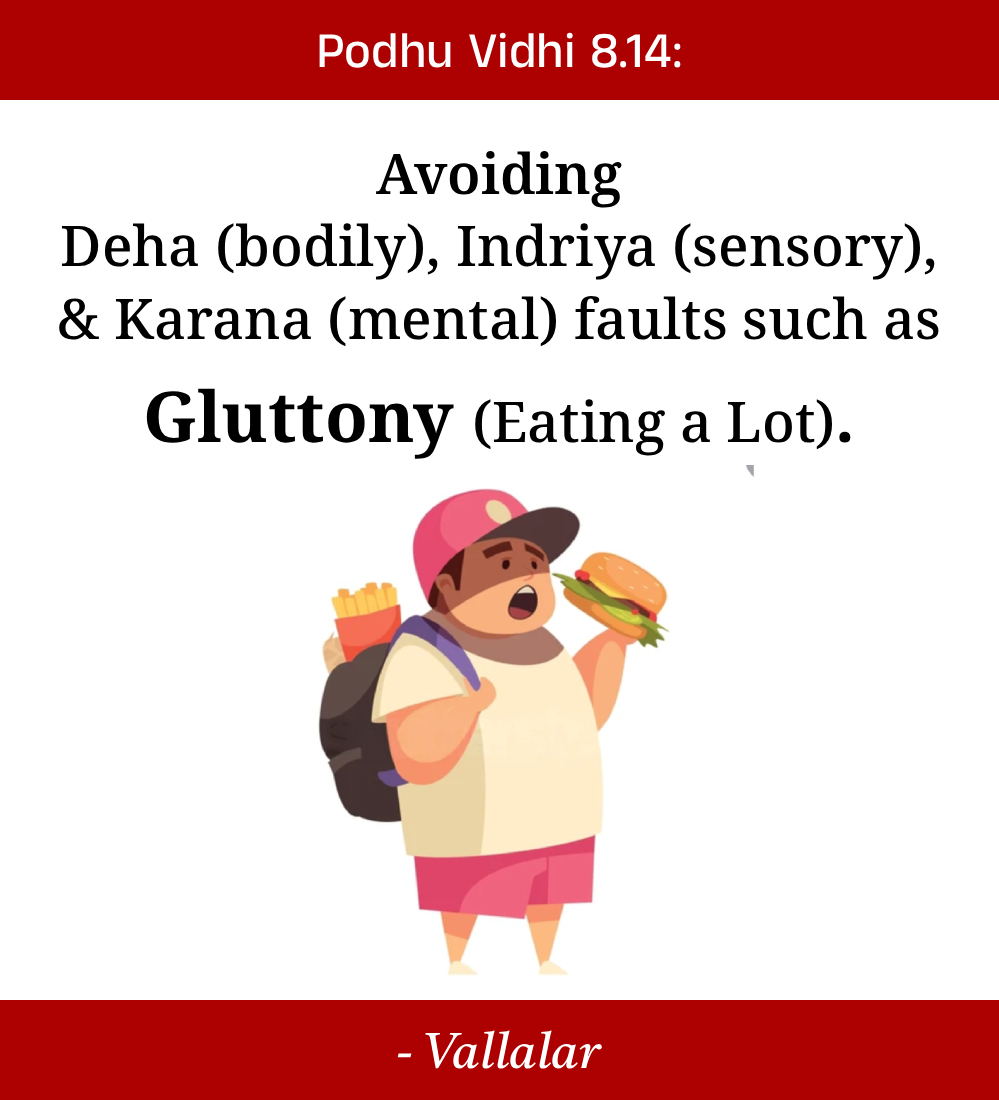 Podhu Vidhi 8.14:
Avoiding
Deha (bodily), Indriya (sensory),
& Karana (mental) faults such as
Gluttony (Eating a Lot).
- Vallalar